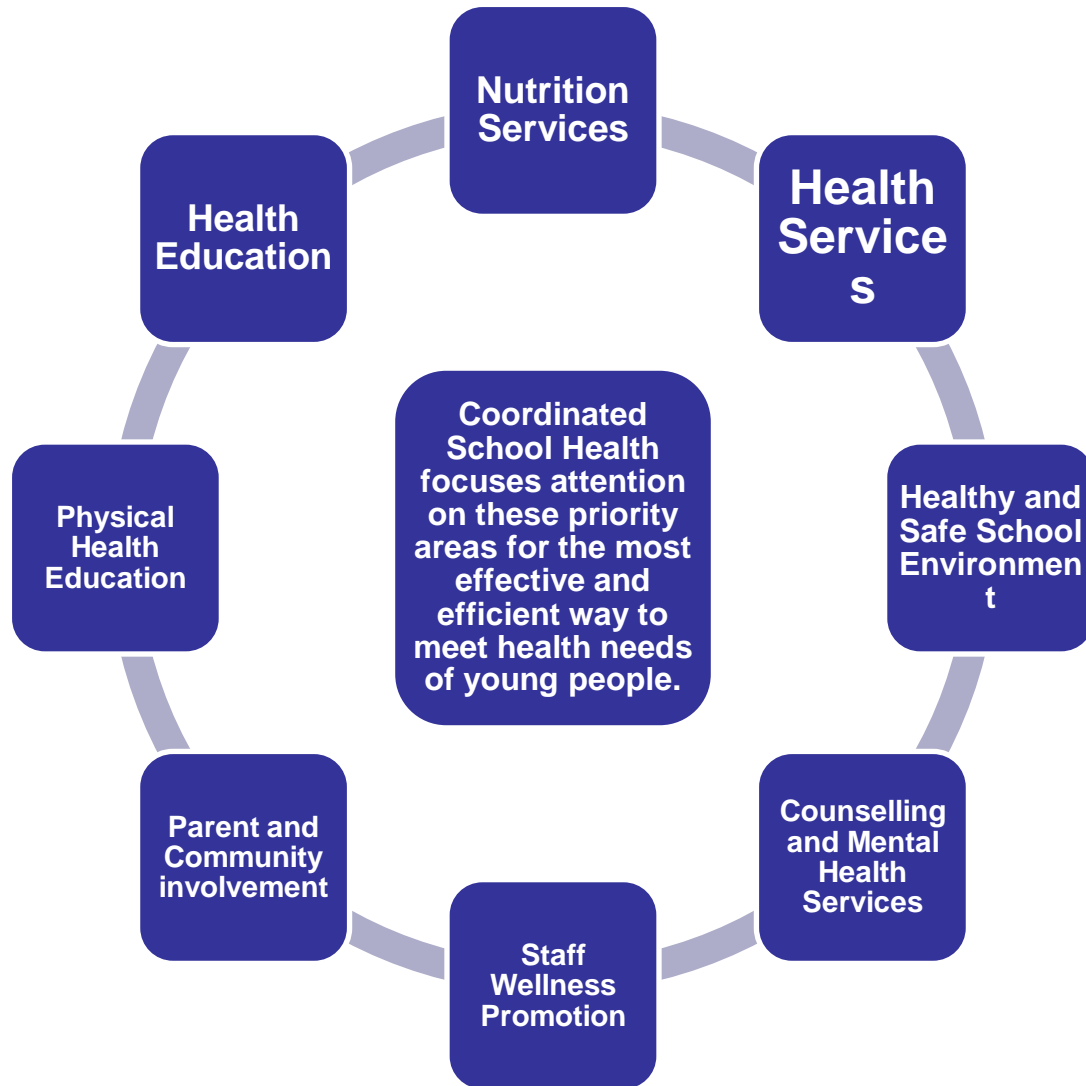 Nutrition
Services
Health
Service
s
Healthy and
Safe School
Environmen
t
Counselling
and Mental
Health
Services
Staff
Wellness
Promotion
Parent and
Community
involvement
Physical
Health
Education
Health
Education
Coordinated
School Health
focuses attention
on these priority
areas for the most
effective and
efficient way to
meet health needs
of young people.